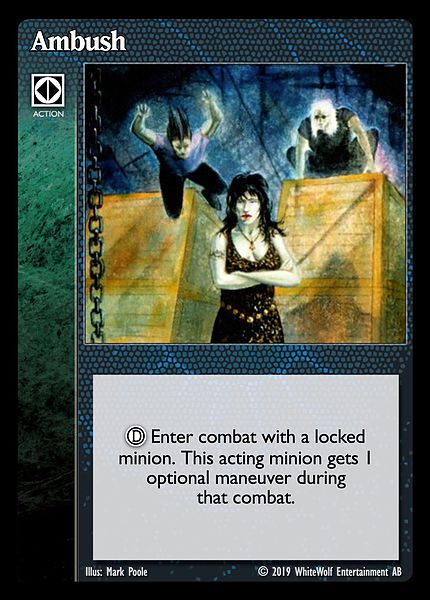 Ambush
ACTION
Ⓓ Enter combat with a locked
minion. This acting minion gets 1
optional maneuver during
that combat.
Illus: Mark Poole © 2019 WhiteWolf Entertainment AB